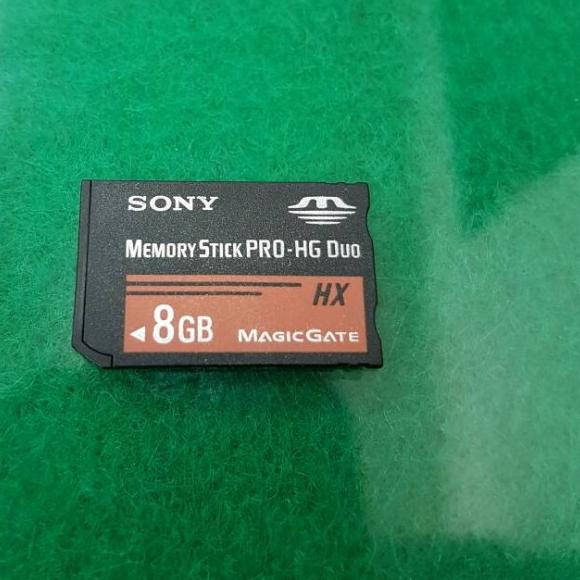 SONY
MEMORY STICK PRO-HG DUO
HX
8GB MAGICGATE